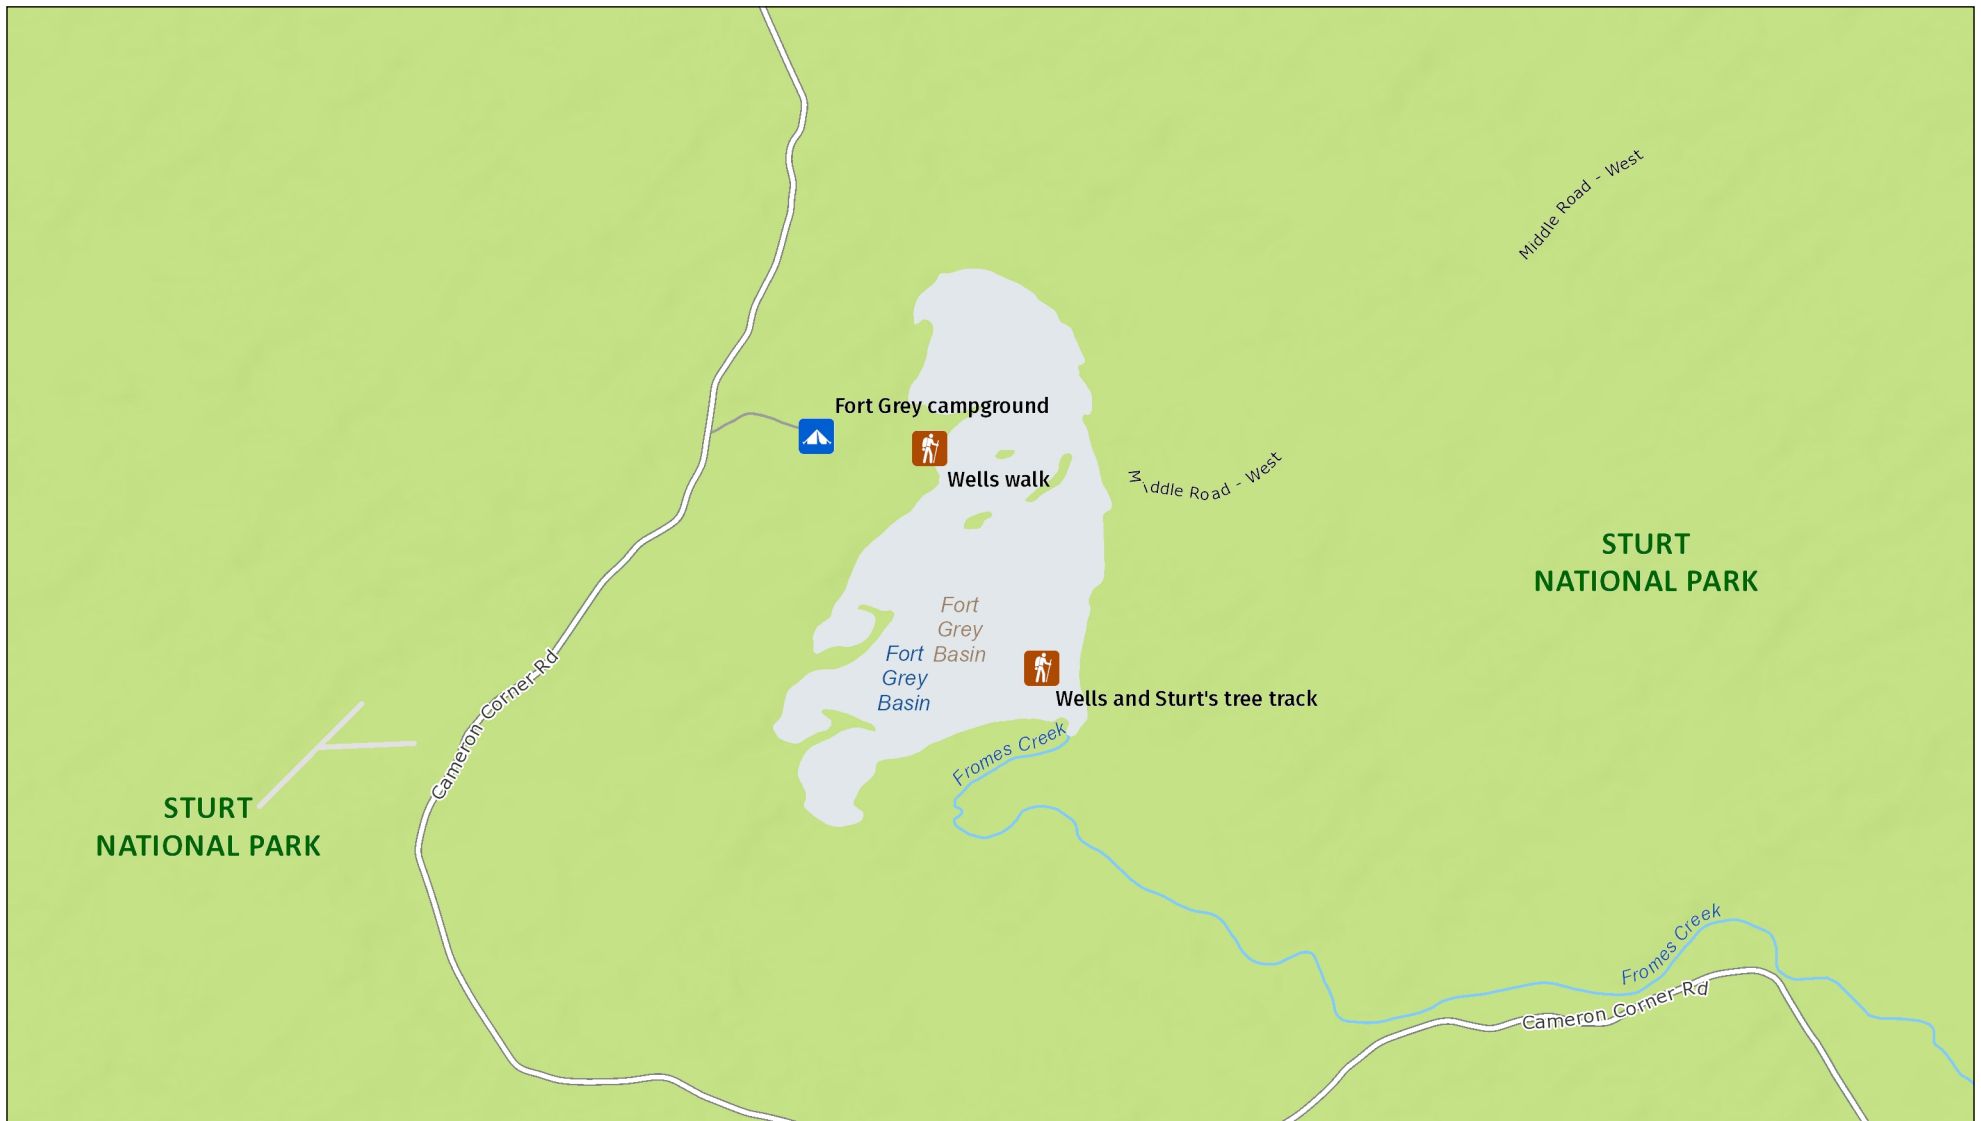 Middle Road - West
Fort Grey campground
Wells walk
Middle Road - West
STURT
NATIONAL PARK
Fort
Grey
Basin
Fort
Grey
Basin
Cameron Corner Rd
Wells and Sturt's tree track
Fromes Creek
STURT
NATIONAL PARK
Fromes Creek
Cameron Corner Rd